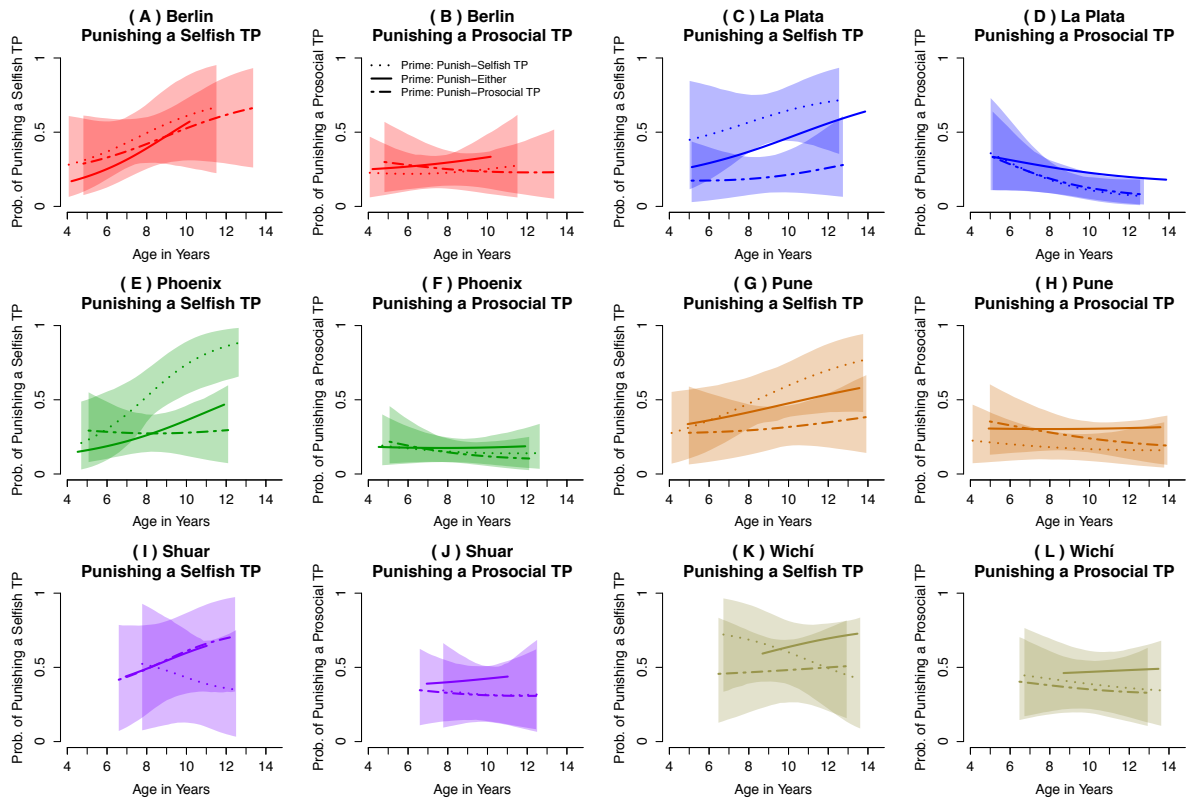 ( A ) Berlin
Punishing a Selfish TP
Prob. of Punishing a Selfish TP
1
0.5
0
4 6 8 10 12 14
Age in Years
( B ) Berlin
Punishing a Prosocial TP
Prob. of Punishing a Prosocial TP
1
0.5
0
Prime: Punish−Selfish TP
Prime: Punish−Either
Prime: Punish−Prosocial TP
4 6 8 10 12 14
Age in Years
( C ) La Plata
Punishing a Selfish TP
Prob. of Punishing a Selfish TP
1
0.5
0
4 6 8 10 12 14
Age in Years
( D ) La Plata
Punishing a Prosocial TP
Prob. of Punishing a Prosocial TP
1
0.5
0
4 6 8 10 12 14
Age in Years
( E ) Phoenix
Punishing a Selfish TP
Prob. of Punishing a Selfish TP
1
0.5
0
4 6 8 10 12 14
Age in Years
( F ) Phoenix
Punishing a Prosocial TP
Prob. of Punishing a Prosocial TP
1
0.5
0
4 6 8 10 12 14
Age in Years
( G ) Pune
Punishing a Selfish TP
Prob. of Punishing a Selfish TP
1
0.5
0
4 6 8 10 12 14
Age in Years
( H ) Pune
Punishing a Prosocial TP
Prob. of Punishing a Prosocial TP
1
0.5
0
4 6 8 10 12 14
Age in Years
( I ) Shuar
Punishing a Selfish TP
Prob. of Punishing a Selfish TP
1
0.5
0
4 6 8 10 12 14
Age in Years
( J ) Shuar
Punishing a Prosocial TP
Prob. of Punishing a Prosocial TP
1
0.5
0
4 6 8 10 12 14
Age in Years
( K ) Wichí
Punishing a Selfish TP
Prob. of Punishing a Selfish TP
1
0.5
0
4 6 8 10 12 14
Age in Years
( L ) Wichí
Punishing a Prosocial TP
Prob. of Punishing a Prosocial TP
1
0.5
0
4 6 8 10 12 14
Age in Years